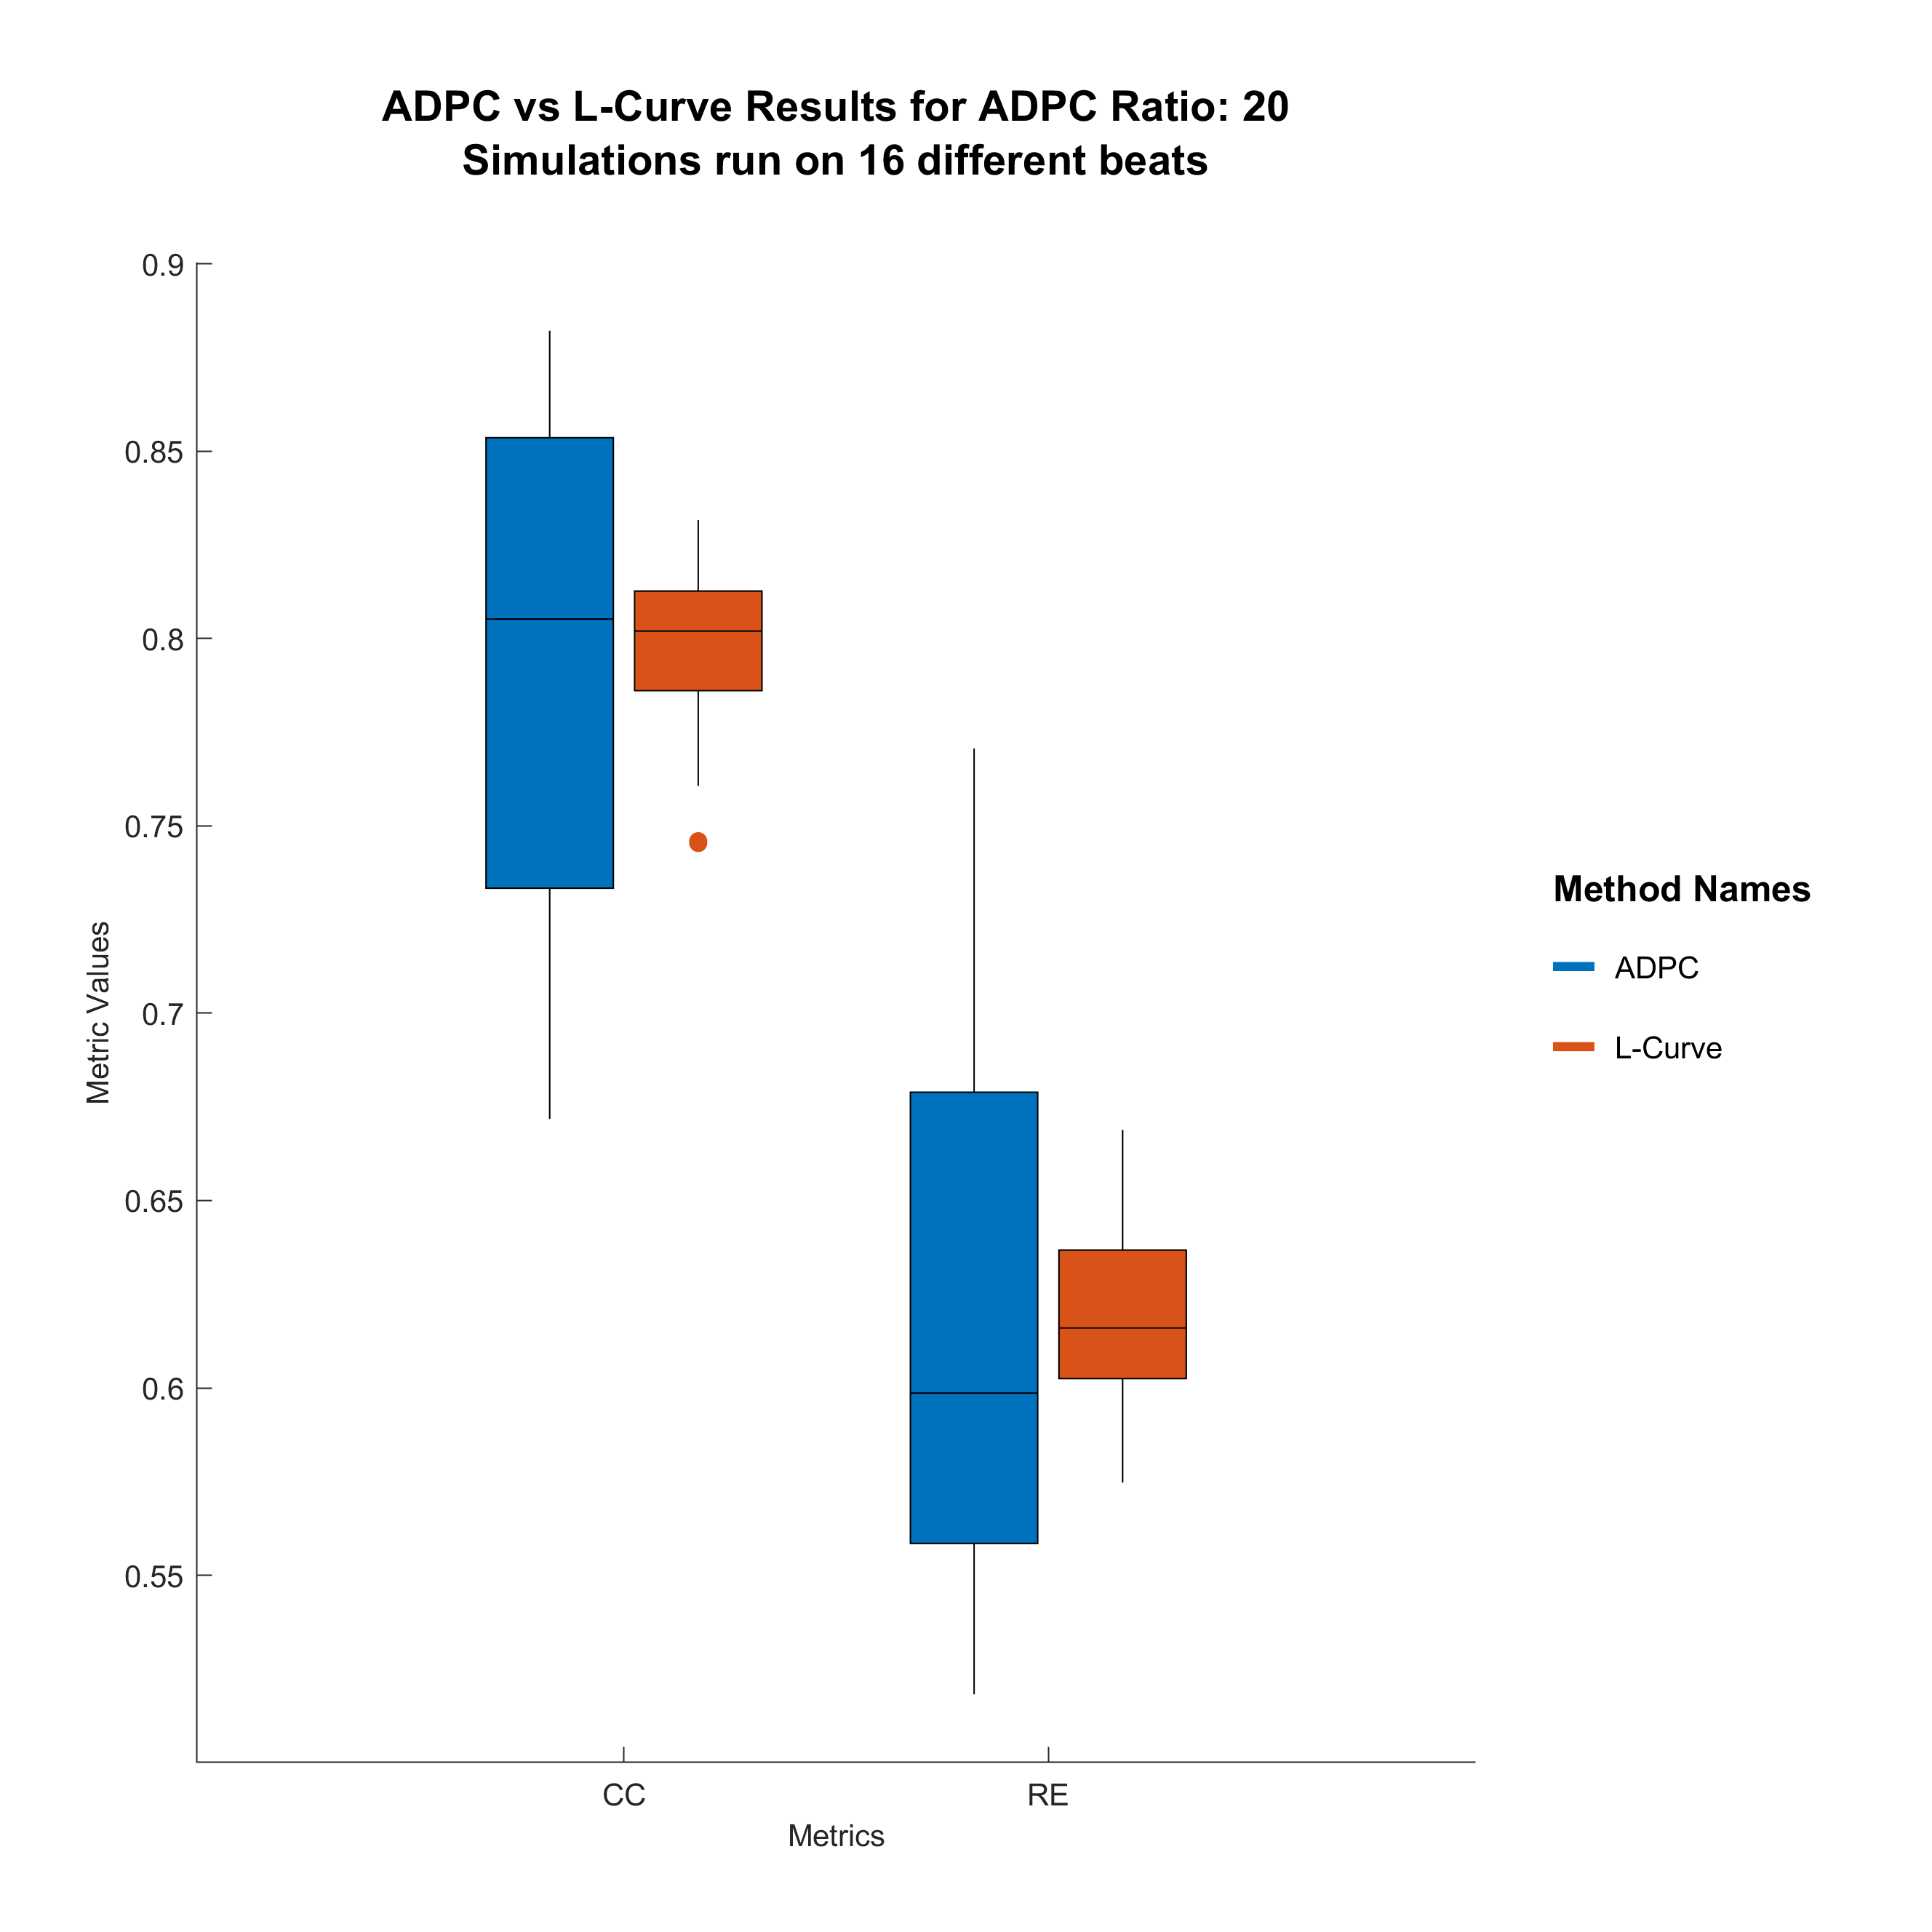 ADPC vs L-Curve Results for ADPC Ratio: 20
Simulations run on 16 different beats
0.9
0.85
0.8
0.75
0.7
0.65
0.6
0.55
Metric Values
CC
RE
Metrics
Method Names
ADPC
L-Curve